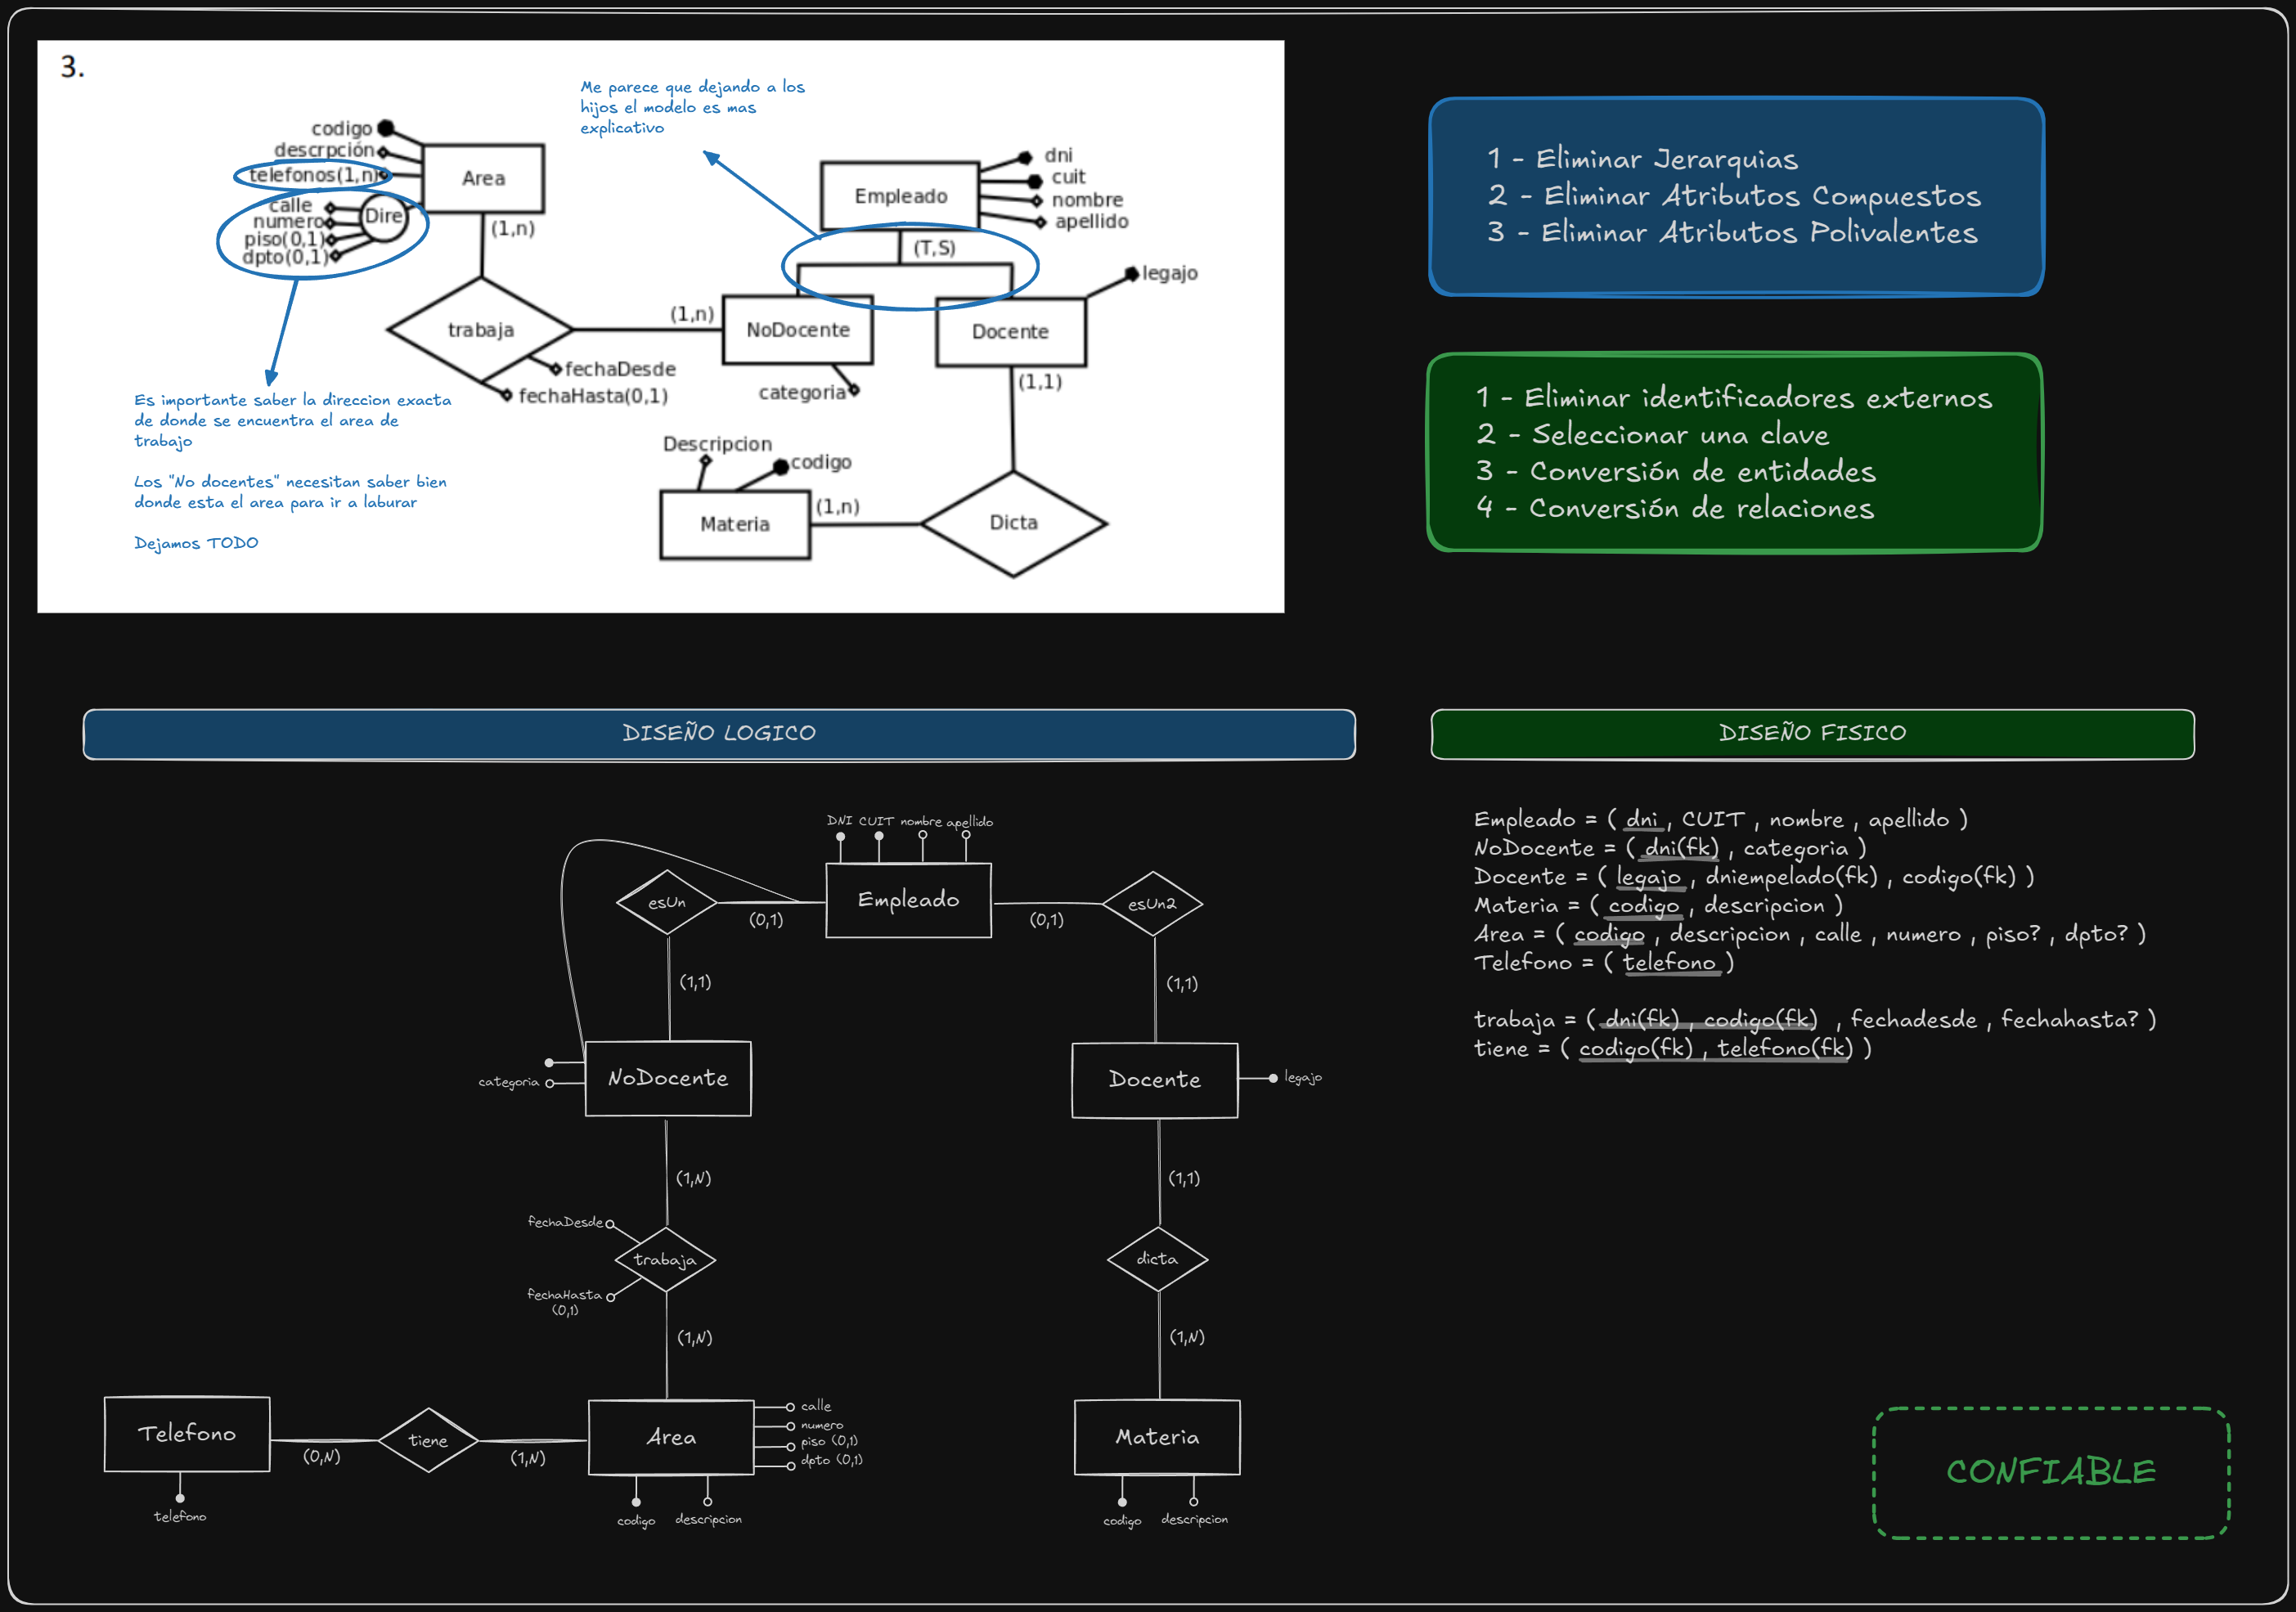 3.
Me parece que dejando a los
hijos el modelo es mas
explicativo
codigo
descrpción
telefonos(1,n)
calle
numero
piso(0,1)
dpto(0,1)
Dire
Area
(1,n)
Empleado
dni
cuit
nombre
apellido
(T,S)
legajo
trabaja
(1,n)
NoDocente
Docente
fechaDesde
fechaHasta(0,1)
categoria
(1,1)
Es importante saber la direccion exacta
de donde se encuentra el area de
trabajo
Los "No docentes" necesitan saber bien
donde esta el area para ir a laburar
Dejamos TODO
Descripcion
codigo
Materia
(1,n)
Dicta
1 - Eliminar Jerarquias
2 - Eliminar Atributos Compuestos
3 - Eliminar Atributos Polivalentes
1 - Eliminar identificadores externos
2 - Seleccionar una clave
3 - Conversión de entidades
4 - Conversión de relaciones
DISEÑO LOGICO
DNI CUIT nombre apellido
esUn
(0,1)
Empleado
(0,1)
esUn2
(1,1)
(1,1)
categoria
NoDocente
Docente
legajo
(1,N)
(1,1)
fechaDesde
trabaja
dicta
fechaHasta
(0,1)
(1,N)
(1,N)
Telefono
(0,N)
tiene
(1,N)
Area
calle
numero
piso (0,1)
dpto (0,1)
Materia
telefono
codigo descripcion
codigo descripcion
DISEÑO FISICO
Empleado = ( dni , CUIT , nombre , apellido )
NoDocente = ( dni(fk) , categoria )
Docente = ( legajo , dniempelado(fk) , codigo(fk) )
Materia = ( codigo , descripcion )
Area = ( codigo , descripcion , calle , numero , piso? , dpto? )
Telefono = ( telefono )
trabaja = ( dni(fk) , codigo(fk) , fechadesde , fechahasta? )
tiene = ( codigo(fk) , telefono(fk) )
CONFIABLE